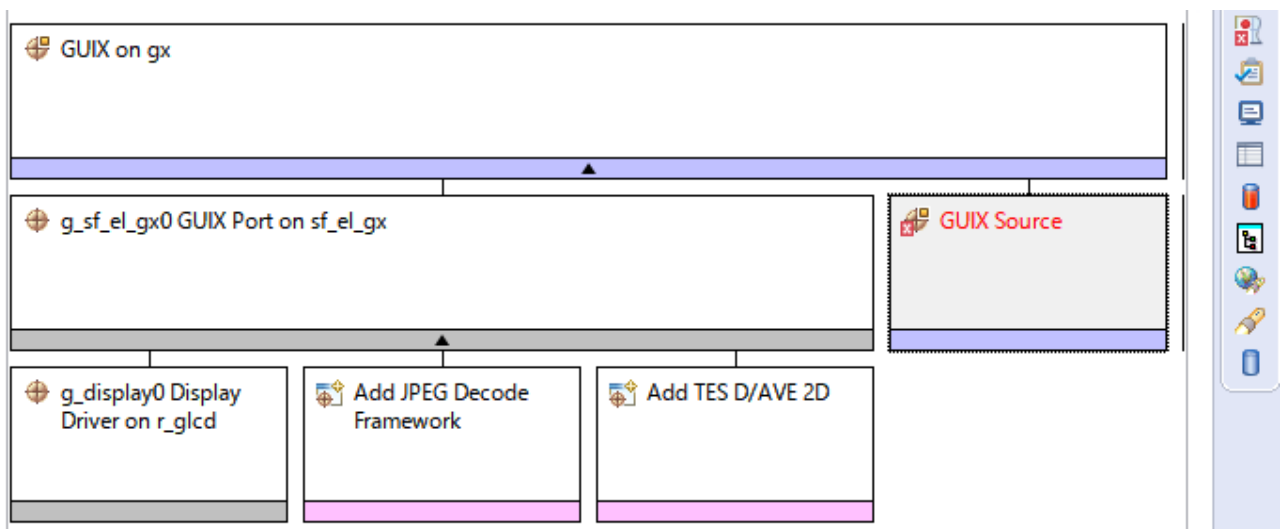 GUIX on gx
g_sf_el_gx0 GUIX Port on sf_el_gx
GUIX Source
g_display0 Display
Driver on r_glcd
Add JPEG Decode
Framework
Add TES D/AVE 2D